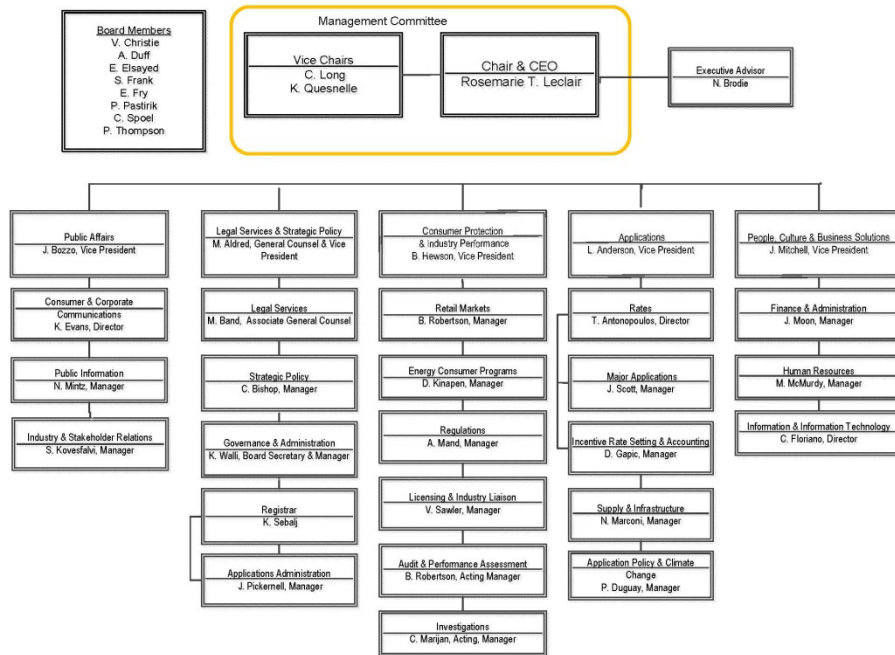 Management Committee
Board Members
V. Christie
A. Duff
E. Elsayed
S. Frank
E. Fry
P. Pastirik
C. Spoel
P. Thompson
Vice Chairs
C. Long
K. Quesnelle
Chair & CEO
Rosemarie T. Leclair
Executive Advisor
N. Brodie
Public Affairs
J. Bozzo, Vice President
Consumer & Corporate
Communications
K. Evans, Director
Public Information
N. Mintz, Manager
Industry & Stakeholder Relations
S. Kovesfalvi, Manager
Legal Services & Strategic Policy
M. Aldred, General Counsel & Vice
President
Legal Services
M. Band, Associate General Counsel
Strategic Policy
C. Bishop, Manager
Governance & Administration
K. Walli, Board Secretary & Manager
Registrar
K. Sebalj
Applications Administration
J. Pickernell, Manager
Consumer Protection
& Industry Performance
B. Hewson, Vice President
Retail Markets
B. Robertson, Manager
Energy Consumer Programs
D. Kinapen, Manager
Regulations
A. Mand, Manager
Licensing & Industry Liaison
V. Sawler, Manager
Audit & Performance Assessment
B. Robertson, Acting Manager
Investigations
C. Marijan, Acting, Manager
Applications
L. Anderson, Vice President
Rates
T. Antonopoulos, Director
Major Applications
J. Scott, Manager
Incentive Rate Setting & Accounting
D. Gapic, Manager
Supply & Infrastructure
N. Marconi, Manager
Application Policy & Climate
Change
P. Duguay, Manager
People, Culture & Business Solutions
J. Mitchell, Vice President
Finance & Administration
J. Moon, Manager
Human Resources
M. McMurdy, Manager
Information & Information Technology
C. Floriano, Director